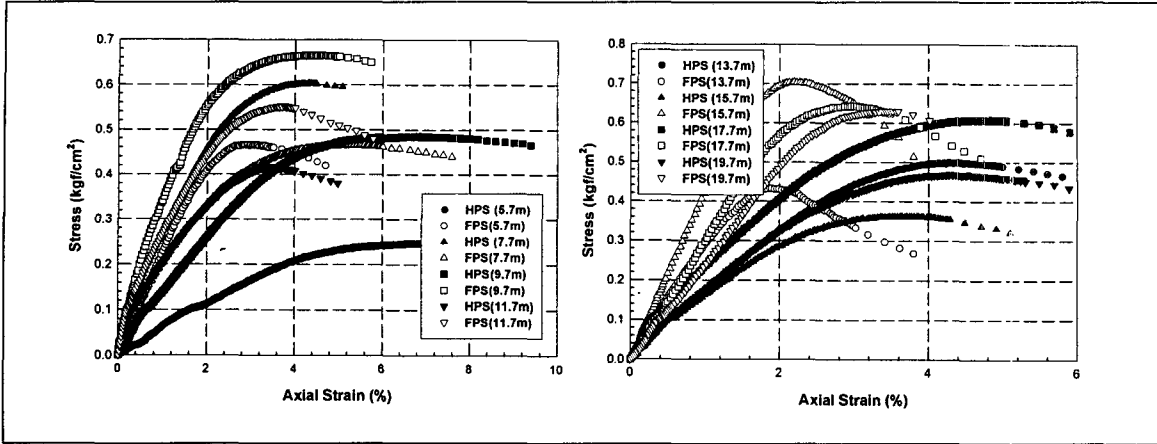 0.7
0.6
0.5
0.4
0.3
0.2
0.1
0.0
Stress (kgf/cm²)
0
2
4
6
8
10
Axial Strain (%)
HPS (5.7m)
FPS(5.7m)
HPS (7.7m)
FPS(7.7m)
HPS(9.7m)
FPS(9.7m)
HPS(11.7m)
FPS(11.7m)
0.8
0.7
0.6
0.5
0.4
0.3
0.2
0.1
0.0
Stress (kgf/cm²)
HPS (13.7m)
FPS(13.7m)
HPS (15.7m)
FPS(15.7m)
HPS(17.7m)
FPS(17.7m)
HPS(19.7m)
FPS(19.7m)
0
2
4
6
Axial Strain (%)